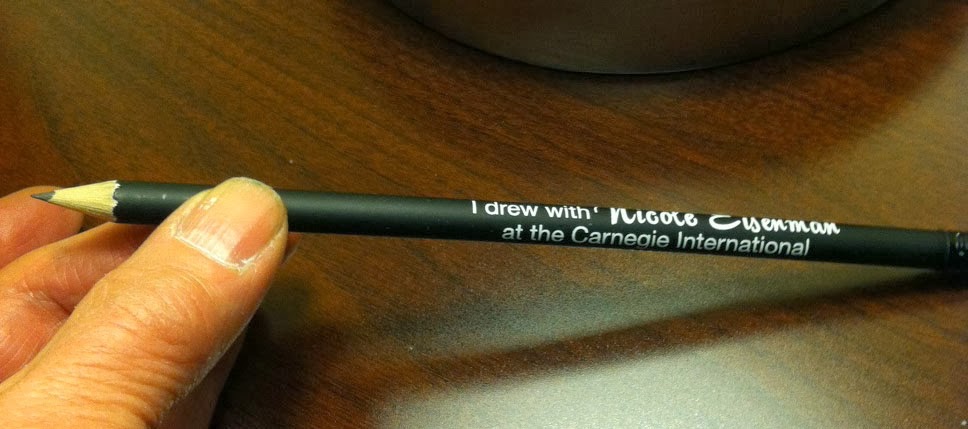 I drew with Nicole Eisenman
at the Carnegie International